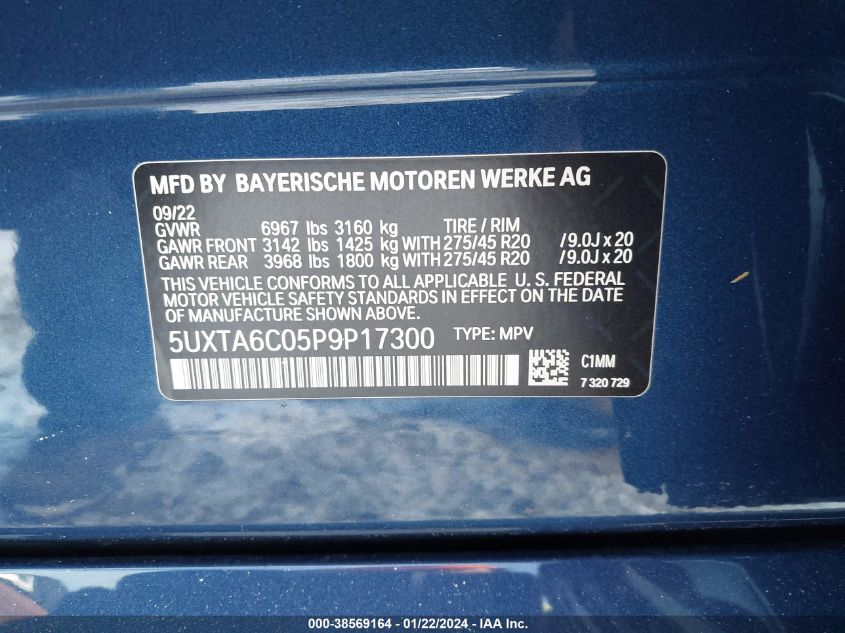 MFD BY BAYERISCHE MOTOREN WERKE AG
09/22
GVWR 6967 lbs 3160 kg TIRE / RIM
GAWR FRONT 3142 lbs 1425 kg WITH 275/45 R20 /9.0J x 20
GAWR REAR 3968 lbs 1800 kg WITH 275/45 R20 /9.0J x 20
THIS VEHICLE CONFORMS TO ALL APPLICABLE U. S. FEDERAL
MOTOR VEHICLE SAFETY STANDARDS IN EFFECT ON THE DATE
OF MANUFACTURE SHOWN ABOVE.
5UXTA6C05P9P17300 TYPE: MPV
C1MM
7 320 729
000-38569164 / 01/22/2024 / IAA Inc.